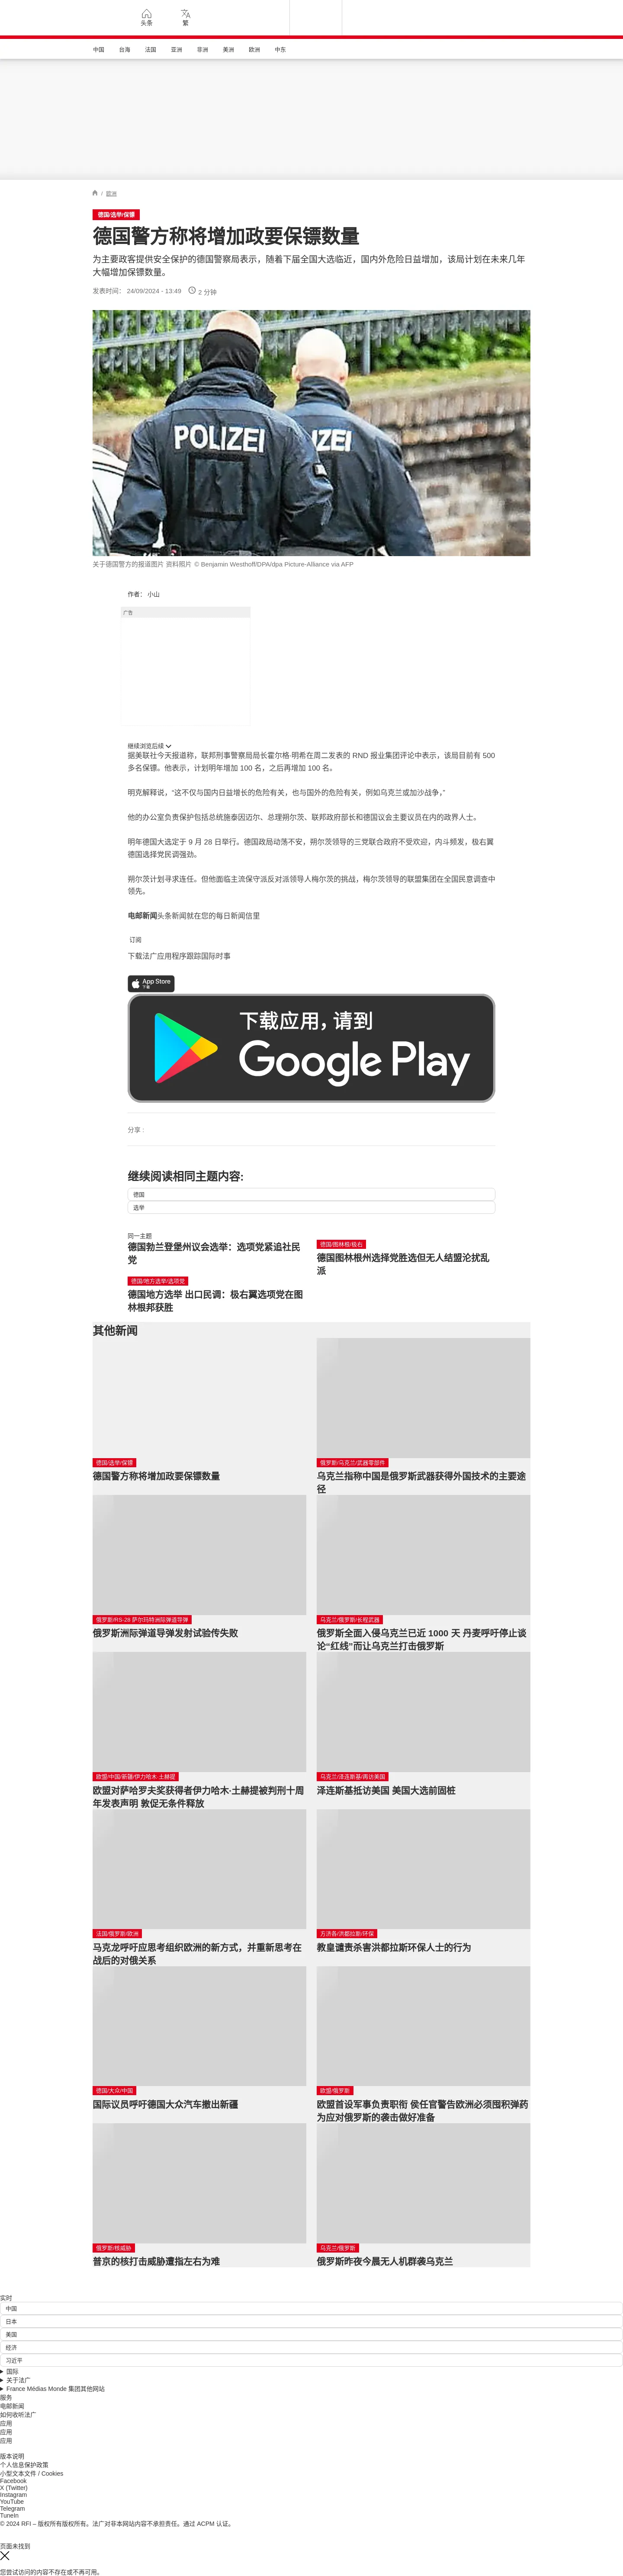 头条
繁
中国 台海 法国 亚洲 非洲 美洲 欧洲 中东
/ 欧洲
德国/选举/保镖
德国警方称将增加政要保镖数量
为主要政客提供安全保护的德国警察局表示，随着下届全国大选临近，国内外危险日益增加，该局计划在未来几年
大幅增加保镖数量。
发表时间： 24/09/2024 - 13:49 2 分钟
POLIZEI
IZEI
关于德国警方的报道图片 资料照片 © Benjamin Westhoff/DPA/dpa Picture-Alliance via AFP
作者： 小山
广告
继续浏览后续
据美联社今天报道称，联邦刑事警察局局长霍尔格·明希在周二发表的 RND 报业集团评论中表示，该局目前有 500
多名保镖。他表示，计划明年增加 100 名，之后再增加 100 名。
明克解释说，“这不仅与国内日益增长的危险有关，也与国外的危险有关，例如乌克兰或加沙战争，”
他的办公室负责保护包括总统施泰因迈尔、总理朔尔茨、联邦政府部长和德国议会主要议员在内的政界人士。
明年德国大选定于 9 月 28 日举行。德国政局动荡不安，朔尔茨领导的三党联合政府不受欢迎，内斗频发，极右翼
德国选择党民调强劲。
朔尔茨计划寻求连任。但他面临主流保守派反对派领导人梅尔茨的挑战，梅尔茨领导的联盟集团在全国民意调查中
领先。
电邮新闻头条新闻就在您的每日新闻信里
订阅
下载法广应用程序跟踪国际时事
App Store
下载
下载应用，请到
Google Play
分享 :
继续阅读相同主题内容:
德国
选举
同一主题
德国勃兰登堡州议会选举：选项党紧追社民
党
德国/图林根/极右
德国图林根州选择党胜选但无人结盟沦扰乱
派
德国/地方选举/选项党
德国地方选举 出口民调：极右翼选项党在图
林根邦获胜
其他新闻
德国/选举/保镖
德国警方称将增加政要保镖数量
俄罗斯/乌克兰/武器零部件
乌克兰指称中国是俄罗斯武器获得外国技术的主要途
径
俄罗斯/RS-28 萨尔玛特洲际弹道导弹
俄罗斯洲际弹道导弹发射试验传失败
乌克兰/俄罗斯/长程武器
俄罗斯全面入侵乌克兰已近 1000 天 丹麦呼吁停止谈
论“红线”而让乌克兰打击俄罗斯
欧盟/中国/新疆/伊力哈木·土赫提
欧盟对萨哈罗夫奖获得者伊力哈木·土赫提被判刑十周
年发表声明 敦促无条件释放
乌克兰/泽连斯基/再访美国
泽连斯基抵访美国 美国大选前固桩
法国/俄罗斯/欧洲
马克龙呼吁应思考组织欧洲的新方式，并重新思考在
战后的对俄关系
方济各/洪都拉斯/环保
教皇谴责杀害洪都拉斯环保人士的行为
德国/大众/中国
国际议员呼吁德国大众汽车撤出新疆
欧盟/俄罗斯
欧盟首设军事负责职衔 侯任官警告欧洲必须囤积弹药
为应对俄罗斯的袭击做好准备
俄罗斯/核威胁
普京的核打击威胁遭指左右为难
乌克兰/俄罗斯
俄罗斯昨夜今晨无人机群袭乌克兰
实时
中国
日本
美国
经济
习近平
国际
关于法广
France Médias Monde 集团其他网站
服务
电邮新闻
如何收听法广
应用
应用
应用
版本说明
个人信息保护政策
小型文本文件 / Cookies
Facebook
X (Twitter)
Instagram
YouTube
Telegram
TuneIn
© 2024 RFI – 版权所有版权所有。法广对非本网站内容不承担责任。通过 ACPM 认证。
页面未找到
您尝试访问的内容不存在或不再可用。